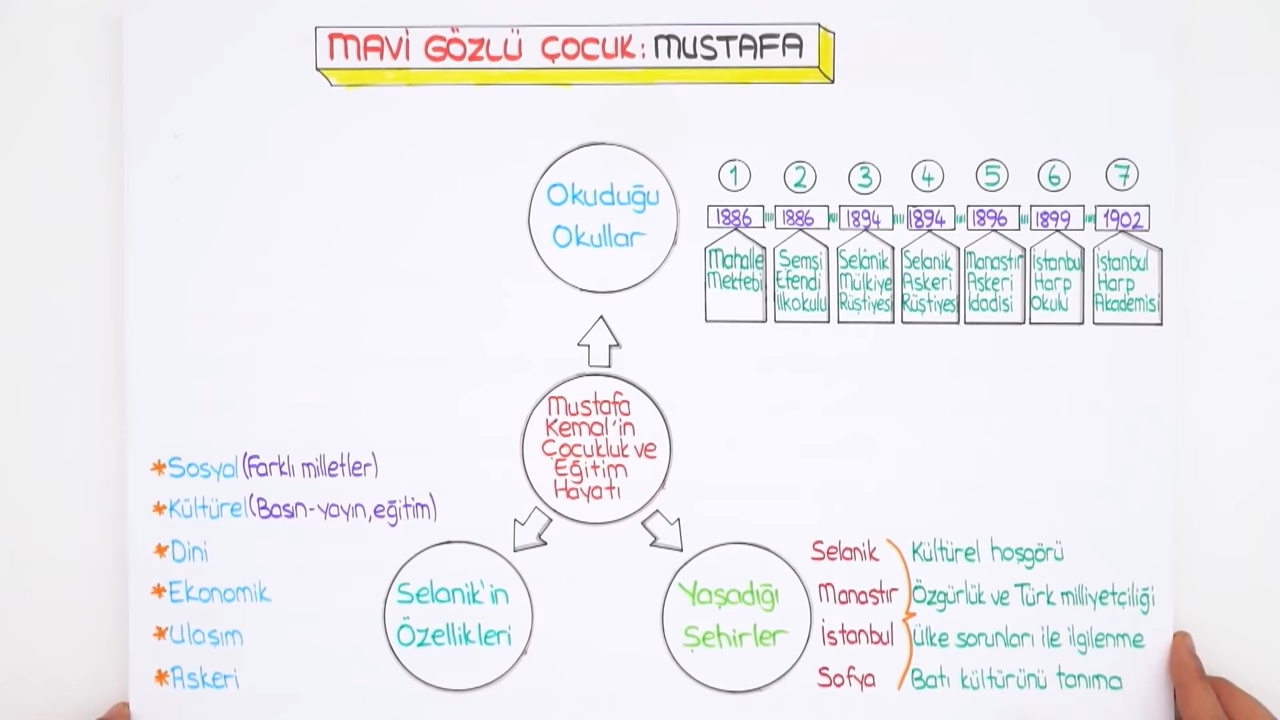 MAVİ GÖZLÜ ÇOCUK: MUSTAFA
Okuduğu
Okullar
1 2 3 4 5 6 7
1886 1886 1894 1894 1896 1899 1902
Mahalle
Mektebi
Şemsi
Efendi
İlkokulu
Selânik
Mülkiye
Rüştiyesi
Selanik
Askeri
Rüştiyesi
Manastır
Askeri
İdadisi
İstanbul
Harp
Okulu
İstanbul
Harp
Akademisi
Mustafa
Kemal'in
Çocukluk ve
Eğitim
Hayatı
*Sosyal (Farklı milletler)
*Kültürel (Basın-yayın, eğitim)
*Dini
*Ekonomik
*Ulaşım
*Askeri
Selanik'in
Özellikleri
Yaşadığı
Şehirler
Selanik Kültürel hoşgörü
Manastır Özgürlük ve Türk milliyetçiliği
İstanbul ülke sorunları ile ilgilenme
Sofya Batı kültürünü tanıma